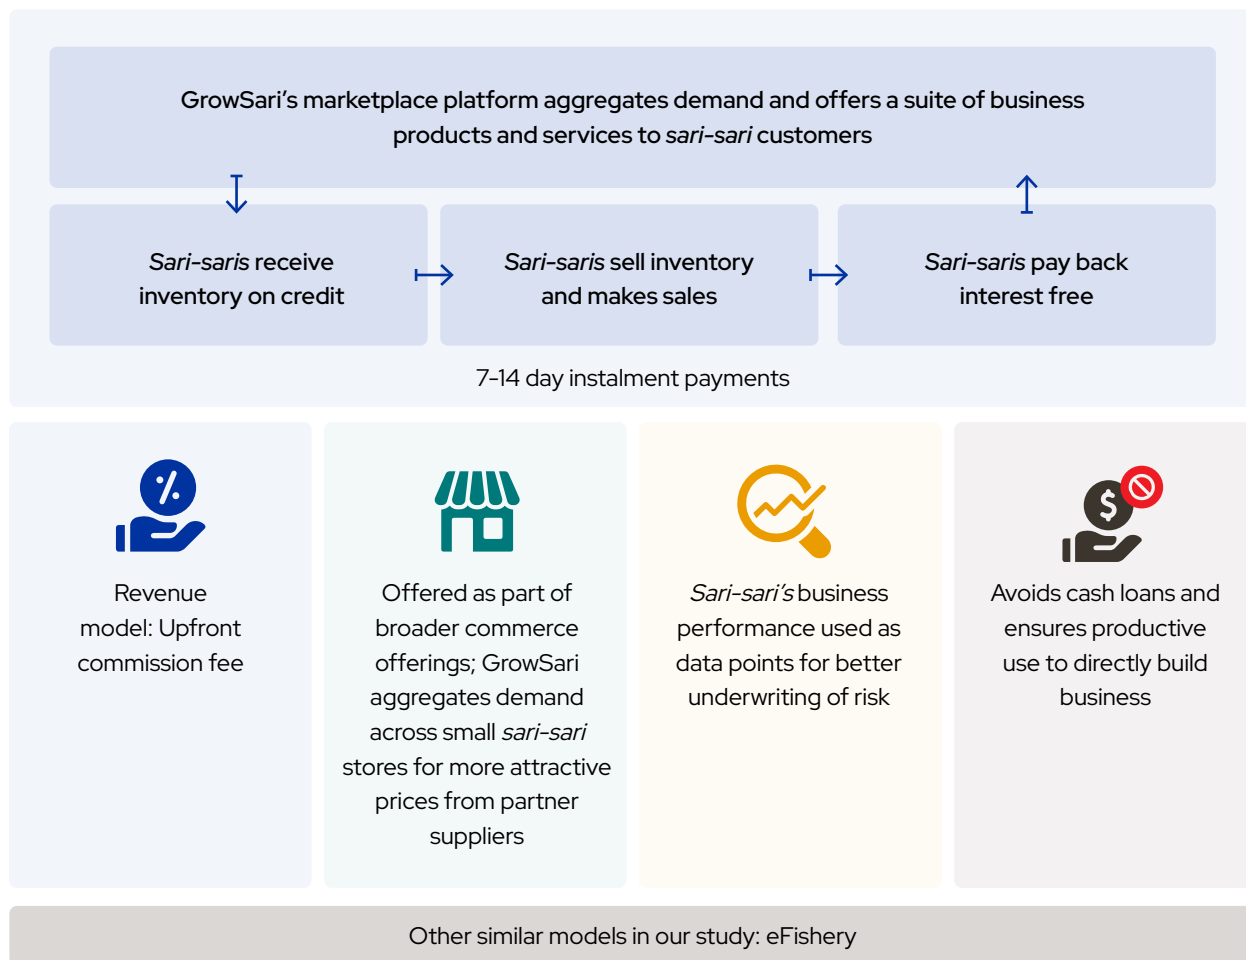 GrowSari’s marketplace platform aggregates demand and offers a suite of business
products and services to sari-sari customers
Sari-saris receive
inventory on credit
Sari-saris sell inventory
and makes sales
Sari-saris pay back
interest free
7-14 day instalment payments
Revenue
model: Upfront
commission fee
Offered as part of
broader commerce
offerings; GrowSari
aggregates demand
across small sari-sari
stores for more attractive
prices from partner
suppliers
Sari-sari’s business
performance used as
data points for better
underwriting of risk
Avoids cash loans and
ensures productive
use to directly build
business
Other similar models in our study: eFishery